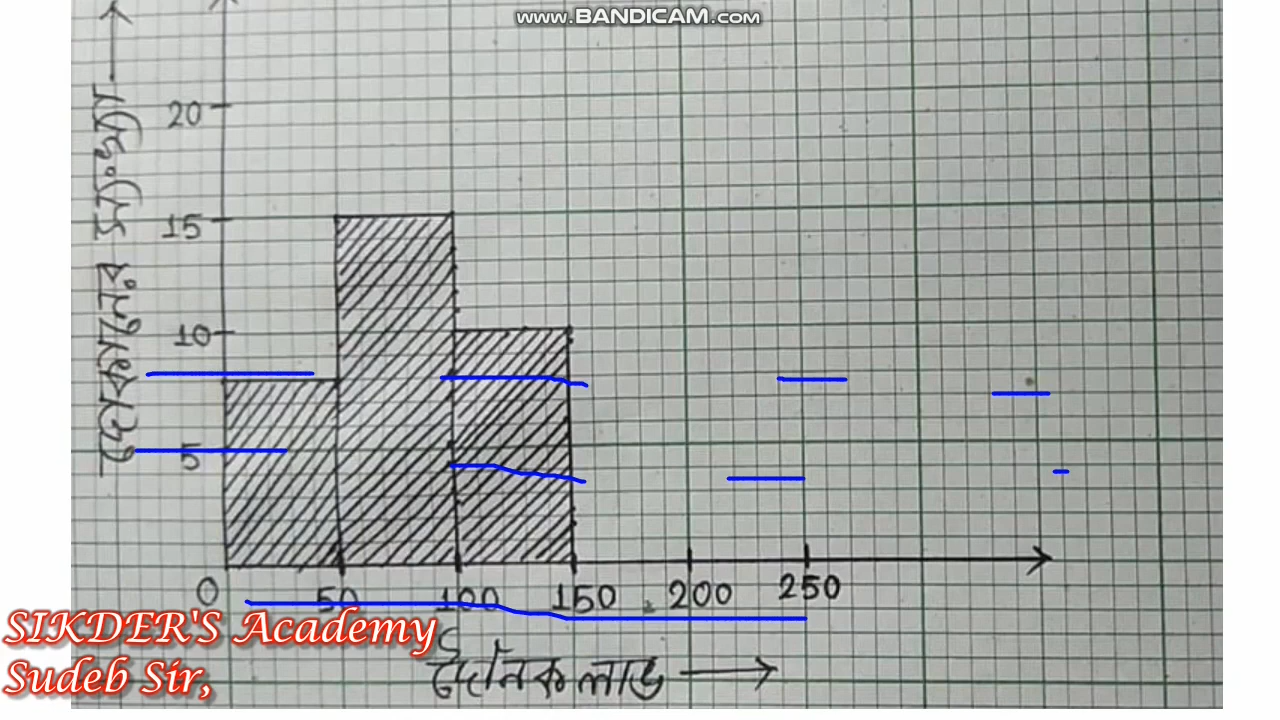 www.BANDICAM.com
20
15
10
5
0 50 100 150 200 250
দৈনিক লাভ
SIKDER'S Academy
Sudeb Sir,